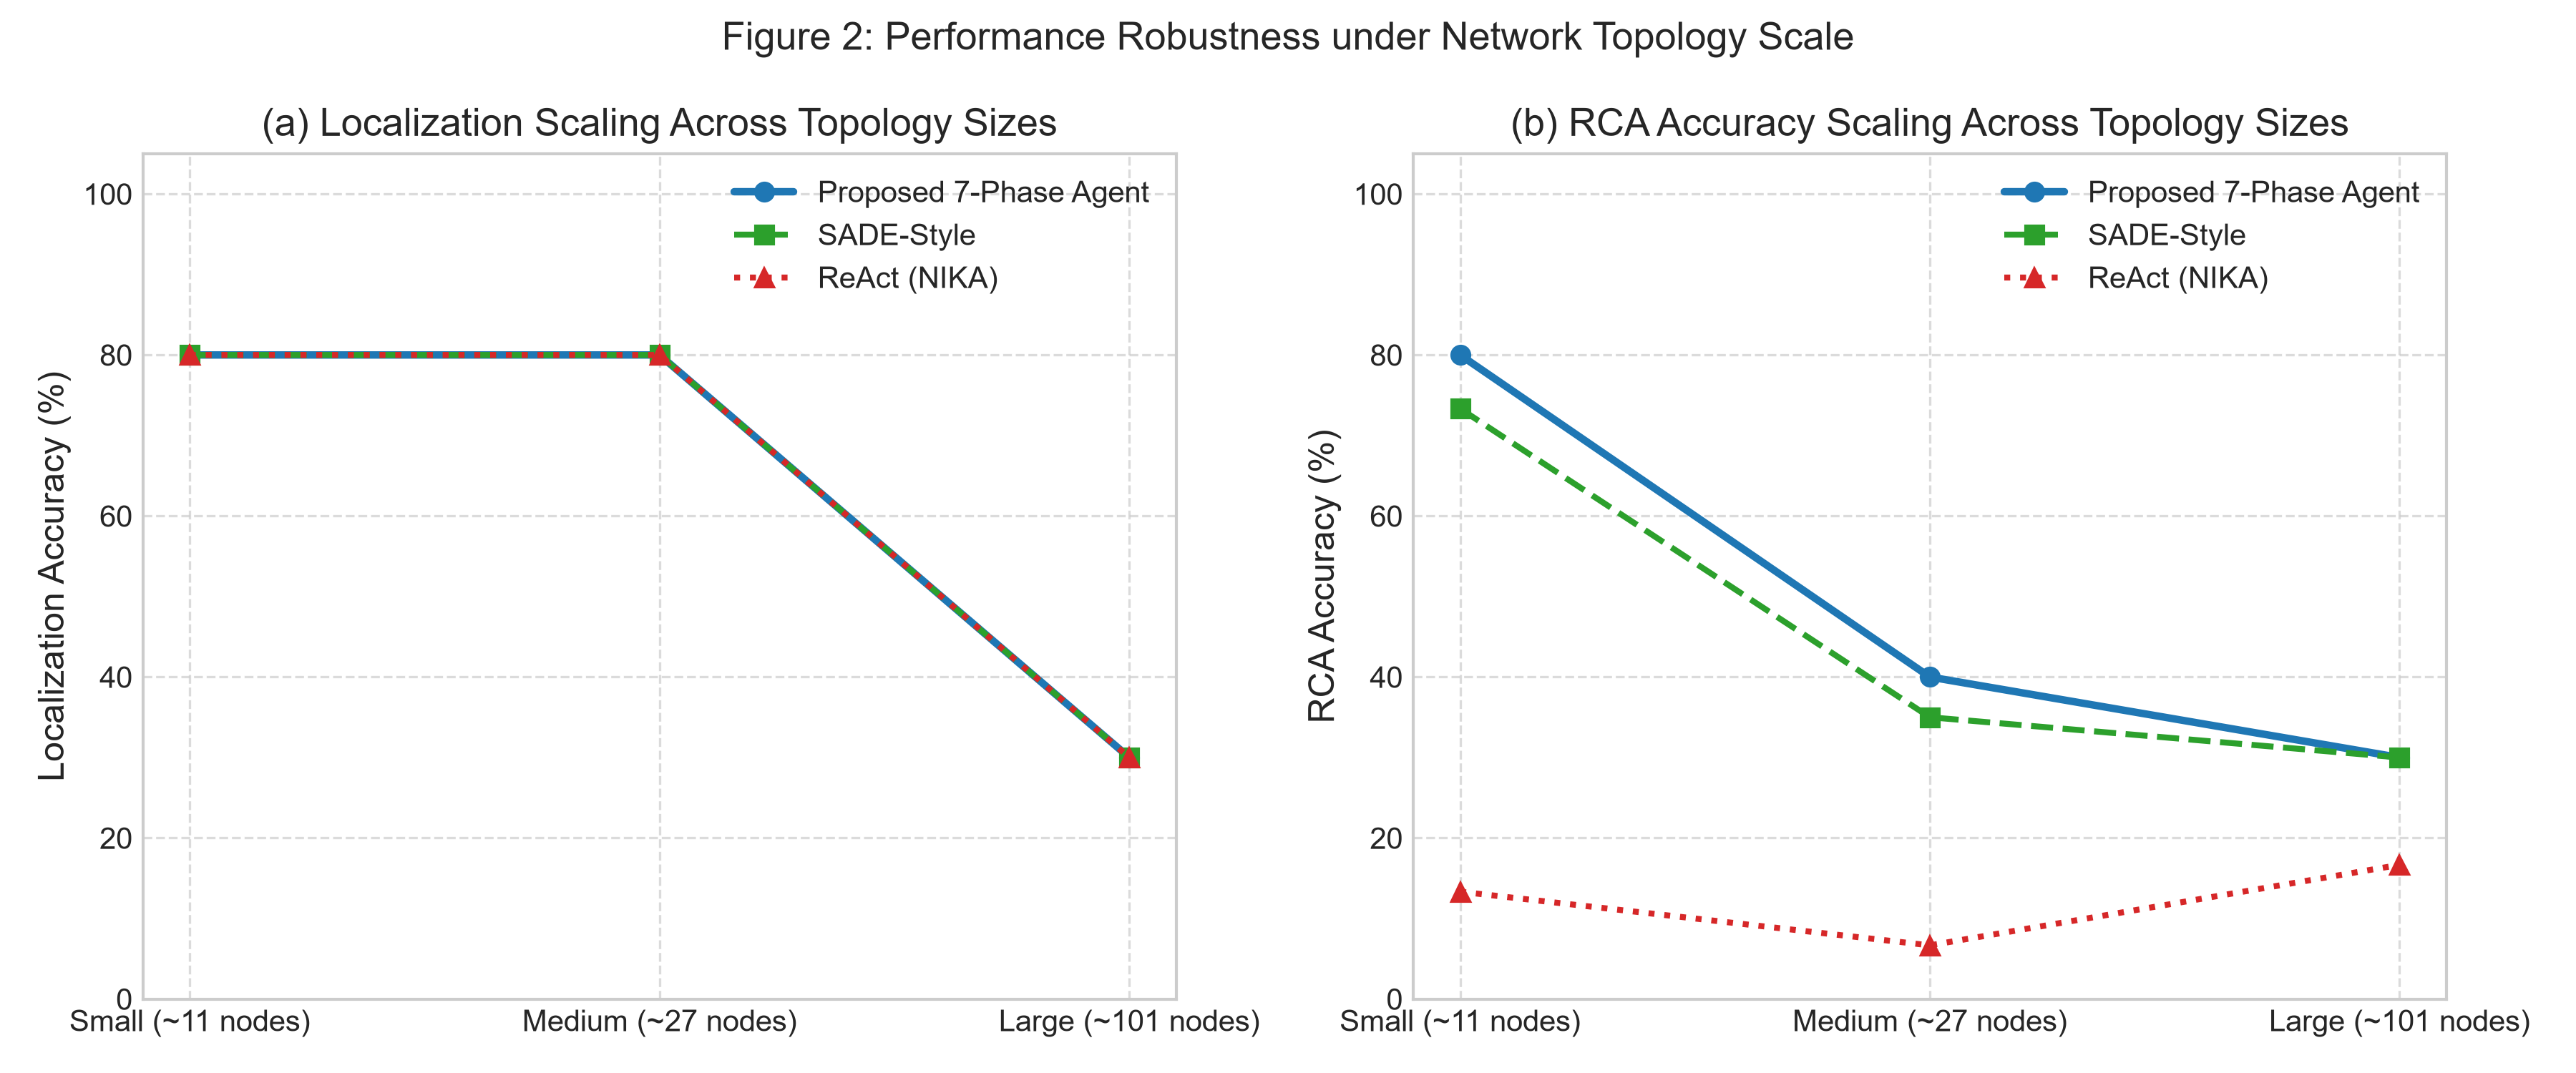 Figure 2: Performance Robustness under Network Topology Scale
(a) Localization Scaling Across Topology Sizes
Localization Accuracy (%)
100
80
60
40
20
0
Proposed 7-Phase Agent
SADE-Style
ReAct (NIKA)
Small (~11 nodes)
Medium (~27 nodes)
Large (~101 nodes)
(b) RCA Accuracy Scaling Across Topology Sizes
RCA Accuracy (%)
100
80
60
40
20
0
Proposed 7-Phase Agent
SADE-Style
ReAct (NIKA)
Small (~11 nodes)
Medium (~27 nodes)
Large (~101 nodes)